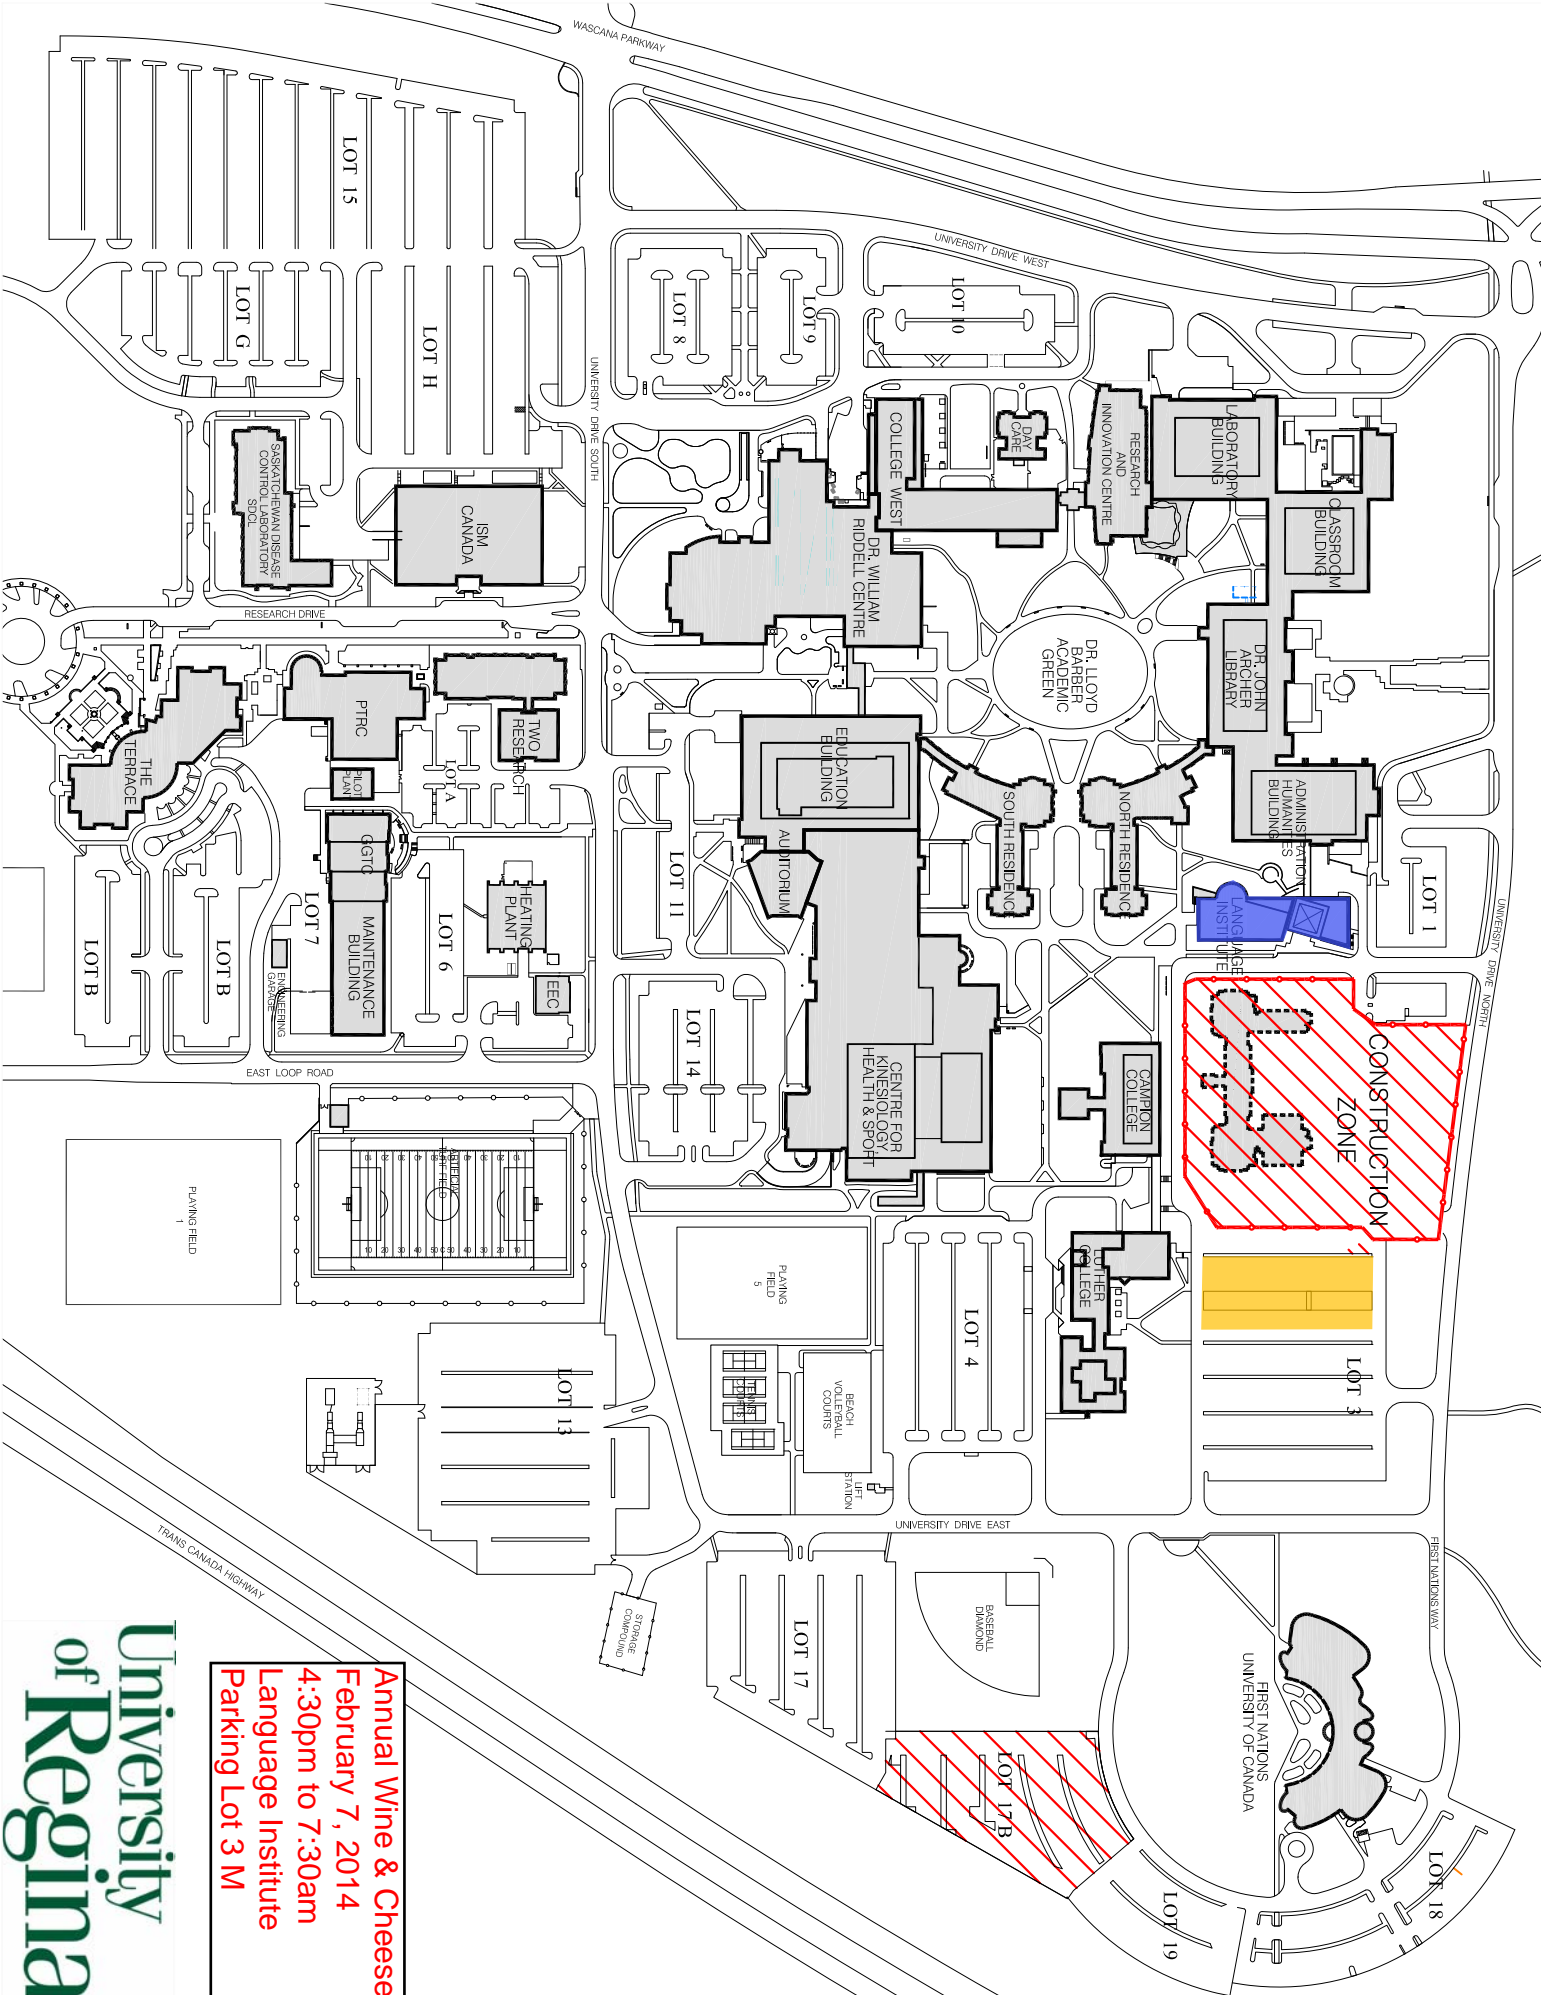 WASCANA PARKWAY
LOT 15
LOT G
LOT H
UNIVERSITY DRIVE SOUTH
LOT 8
LOT 9
LOT 10
UNIVERSITY DRIVE WEST
SASKATCHEWAN DISEASE
CONTROL LABORATORY
SDCL
ISM
CANADA
RESEARCH DRIVE
COLLEGE WEST
DAY
CARE
RESEARCH
AND
INNOVATION CENTRE
LABORATORY
BUILDING
CLASSROOM
BUILDING
DR. WILLIAM
RIDDELL CENTRE
DR. LLOYD
BARBER
ACADEMIC
GREEN
DR. JOHN
ARCHER
LIBRARY
THE
TERRACE
PTRC
PILOT
PLANT
TWO
RESEARCH
LOT A
GGTC
MAINTENANCE
BUILDING
HEATING
PLANT
EEC
LOT 6
LOT 7
ENGINEERING
GARAGE
LOT B
LOT B
EDUCATION
BUILDING
AUDITORIUM
LOT 11
SOUTH RESIDENCE
NORTH RESIDENCE
ADMINISTRATION
HUMANITIES
BUILDING
LANGUAGE
INSTITUTE
LOT 1
UNIVERSITY DRIVE NORTH
CONSTRUCTION
ZONE
LOT 14
CENTRE FOR
KINESIOLOGY,
HEALTH & SPORT
CAMPION
COLLEGE
EAST LOOP ROAD
PLAYING FIELD
1
ARTIFICIAL
TURF FIELD
PLAYING
FIELD
5
LOT 4
LUTHER
COLLEGE
LOT 3
LOT 13
TENNIS
COURTS
BEACH
VOLLEYBALL
COURTS
LIFT
STATION
UNIVERSITY DRIVE EAST
FIRST NATIONS WAY
TRANS CANADA HIGHWAY
STORAGE
COMPOUND
LOT 17
BASEBALL
DIAMOND
LOT 17 B
FIRST NATIONS
UNIVERSITY OF CANADA
LOT 18
LOT 19
Annual Wine & Cheese
February 7, 2014
4:30pm to 7:30am
Language Institute
Parking Lot 3 M
University
of Regina